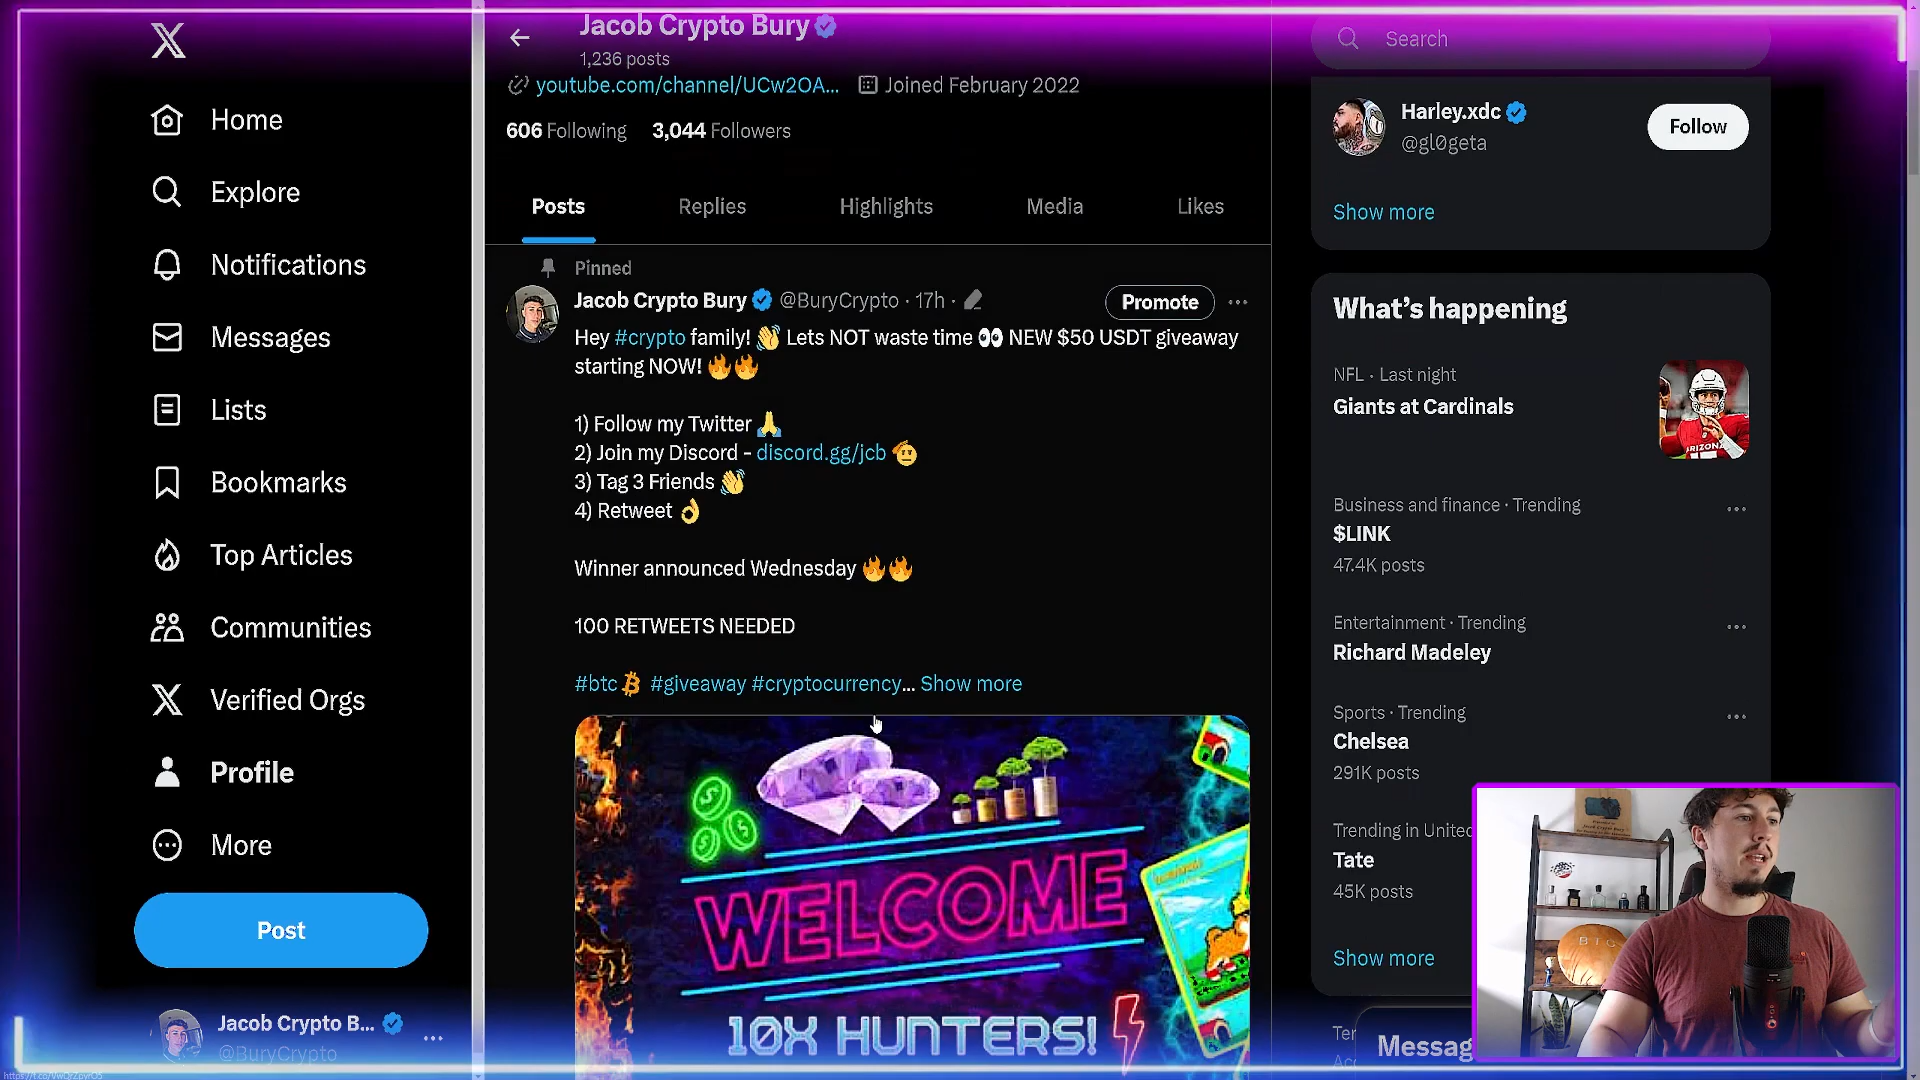 Jacob Crypto Bury
1,236 posts
youtube.com/channel/UCw2OA...
Joined February 2022
606 Following 3,044 Followers
Home
Explore
Notifications
Messages
Lists
Bookmarks
Top Articles
Communities
Verified Orgs
Profile
More
Post
Jacob Crypto B...
@BuryCrypto
Posts Replies Highlights Media Likes
Pinned
Jacob Crypto Bury @BuryCrypto · 17h ·
Promote
Hey #crypto family! 👋 Lets NOT waste time 👀 NEW $50 USDT giveaway
starting NOW! 🔥🔥
1) Follow my Twitter 🙏
2) Join my Discord - discord.gg/jcb 🫡
3) Tag 3 Friends 👋
4) Retweet 👌
Winner announced Wednesday 🔥🔥
100 RETWEETS NEEDED
#btc #giveaway #cryptocurrency... Show more
WELCOME
10X HUNTERS!
Search
Harley.xdc
@gl0geta
Follow
Show more
What's happening
NFL · Last night
Giants at Cardinals
Business and finance · Trending
$LINK
47.4K posts
Entertainment · Trending
Richard Madeley
Sports · Trending
Chelsea
291K posts
Trending in United
Tate
45K posts
Show more
Ter
Messag
BIG